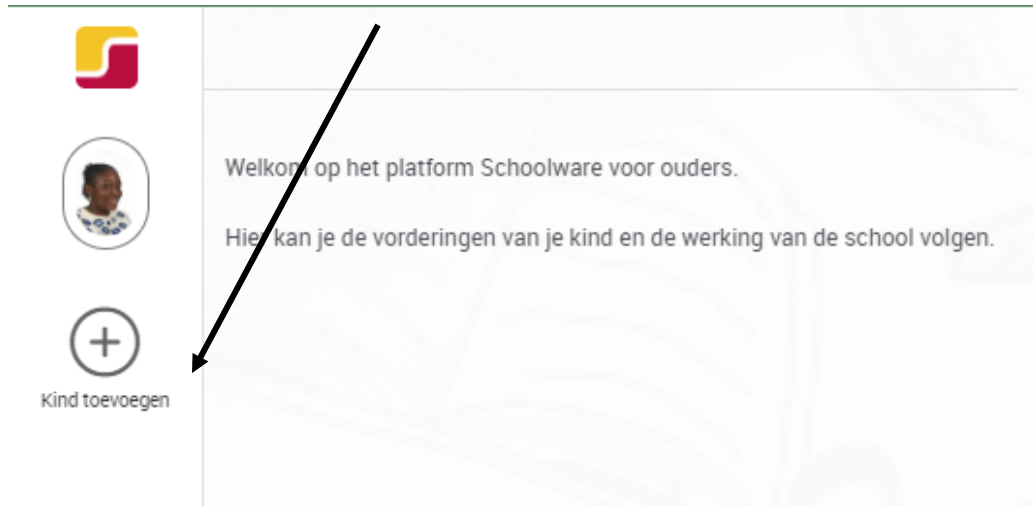 Welkom op het platform Schoolware voor ouders.
Hier kan je de vorderingen van je kind en de werking van de school volgen.
Kind toevoegen